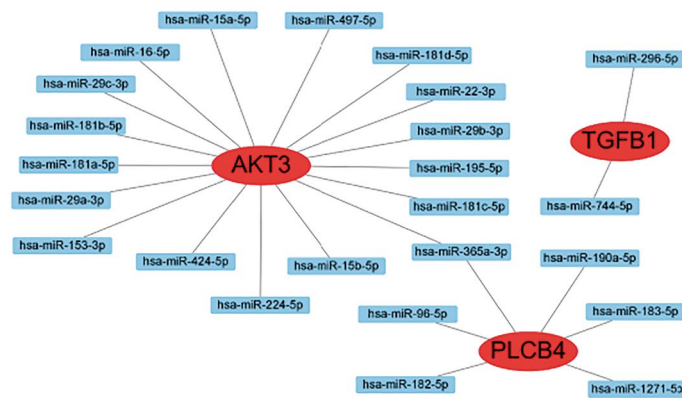 hsa-miR-15a-5p
hsa-miR-497-5p
hsa-miR-16-5p
hsa-miR-181d-5p
hsa-miR-296-5p
hsa-miR-29c-3p
hsa-miR-22-3p
hsa-miR-181b-5p
hsa-miR-29b-3p
TGFB1
hsa-miR-181a-5p
AKT3
hsa-miR-195-5p
hsa-miR-29a-3p
hsa-miR-181c-5p
hsa-miR-744-5p
hsa-miR-153-3p
hsa-miR-424-5p
hsa-miR-15b-5p
hsa-miR-365a-3p
hsa-miR-190a-5p
hsa-miR-224-5p
hsa-miR-96-5p
hsa-miR-183-5p
PLCB4
hsa-miR-182-5p
hsa-miR-1271-5p